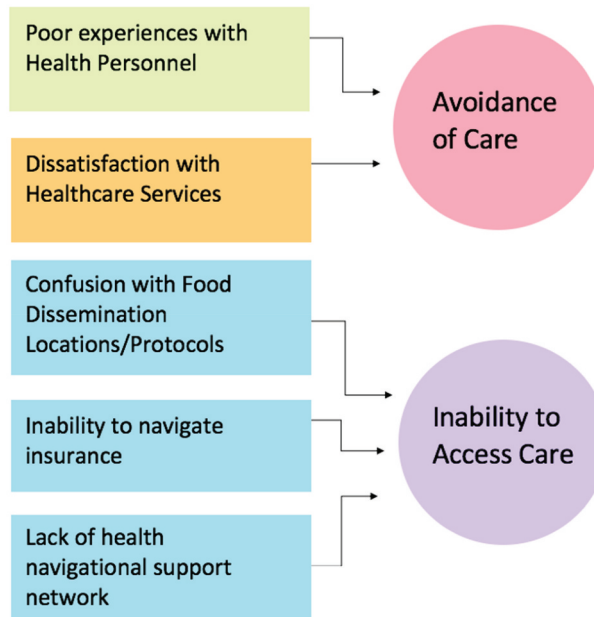 Poor experiences with
Health Personnel
Avoidance
of Care
Dissatisfaction with
Healthcare Services
Confusion with Food
Dissemination
Locations/Protocols
Inability to navigate
insurance
Inability to
Access Care
Lack of health
navigational support
network